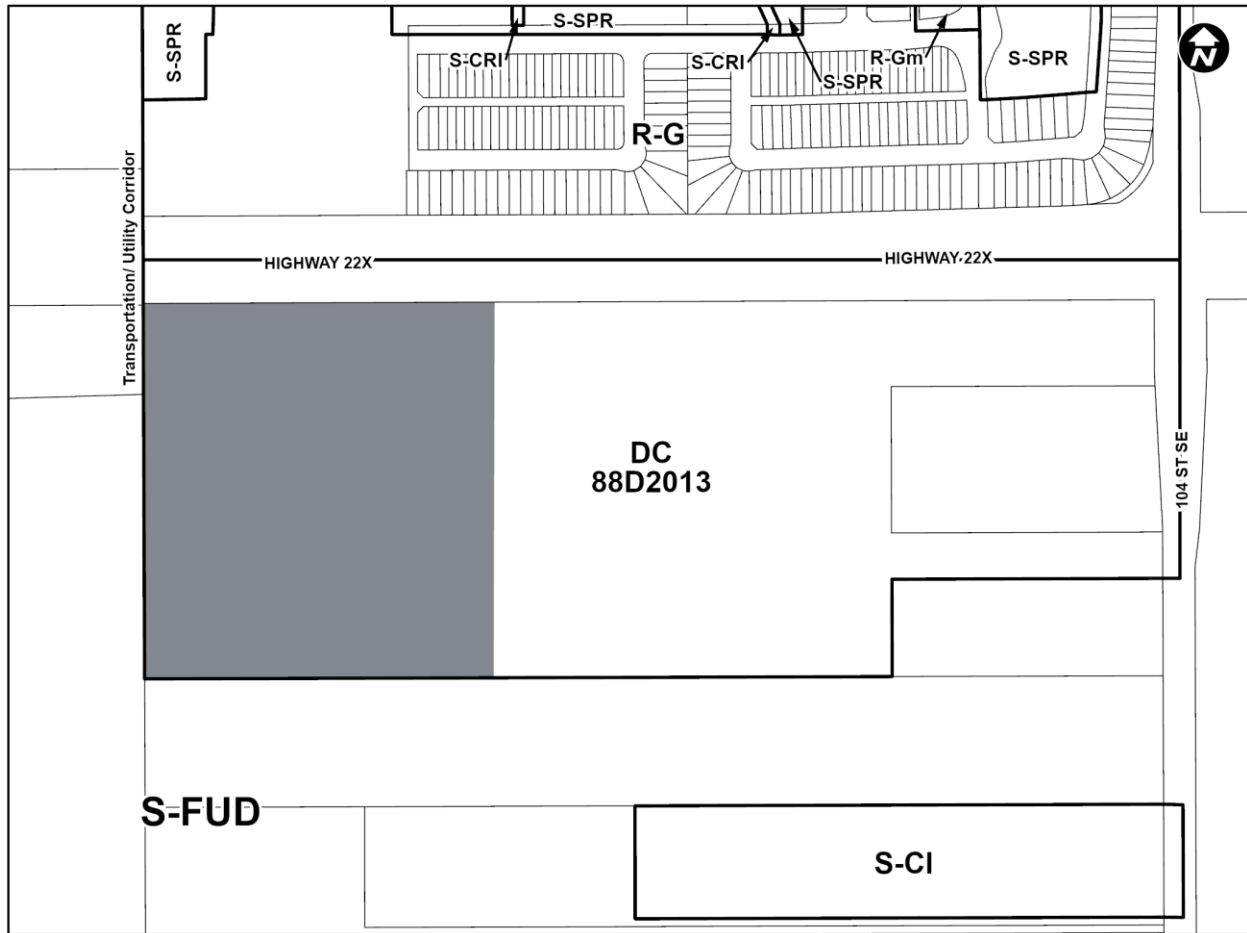 S-SPR
S-SPR
S-CRI
S-CRI
S-SPR
R-Gm
S-SPR
N
R-G
Transportation/ Utility Corridor
HIGHWAY 22X
HIGHWAY 22X
DC
88D2013
104 ST SE
S-FUD
S-CI